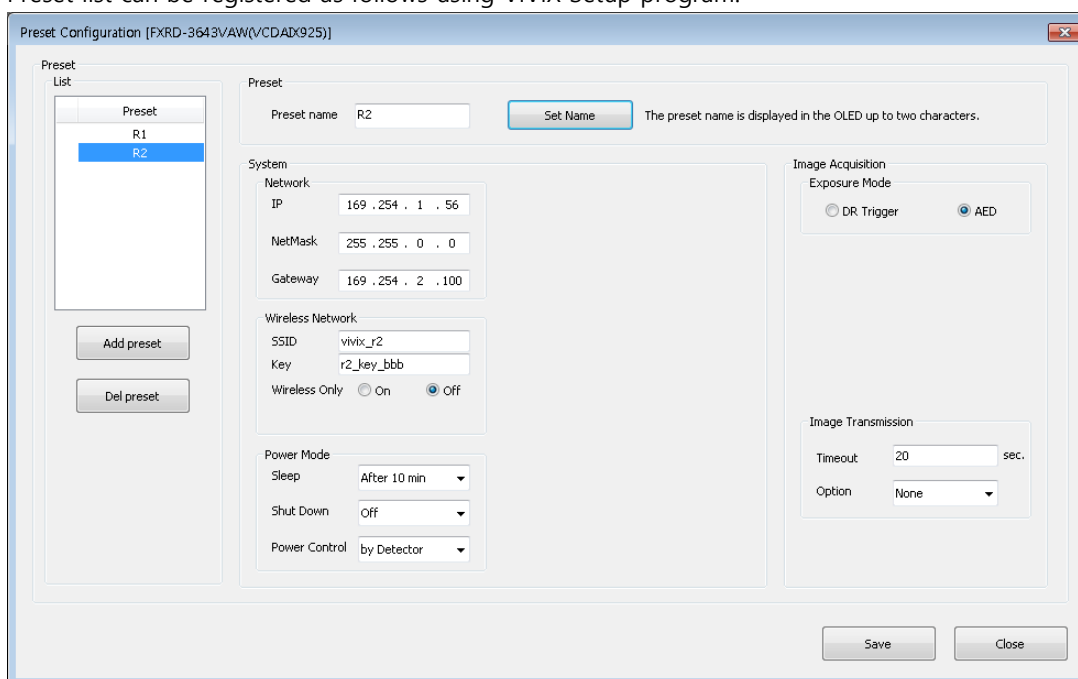 Preset list can be registered as follows using ViVIX Setup program.
Preset Configuration [FXRD-3643VAW(VCDAIX925)]
Preset
List
Preset
R1
R2
Add preset
Del preset
Preset
Preset name R2 Set Name The preset name is displayed in the OLED up to two characters.
System
Network
IP 169 .254 . 1 . 56
NetMask 255 .255 . 0 . 0
Gateway 169 .254 . 2 .100
Wireless Network
SSID vivix_r2
Key r2_key_bbb
Wireless Only On Off
Power Mode
Sleep After 10 min
Shut Down Off
Power Control by Detector
Image Acquisition
Exposure Mode
DR Trigger AED
Image Transmission
Timeout 20 sec.
Option None
Save Close